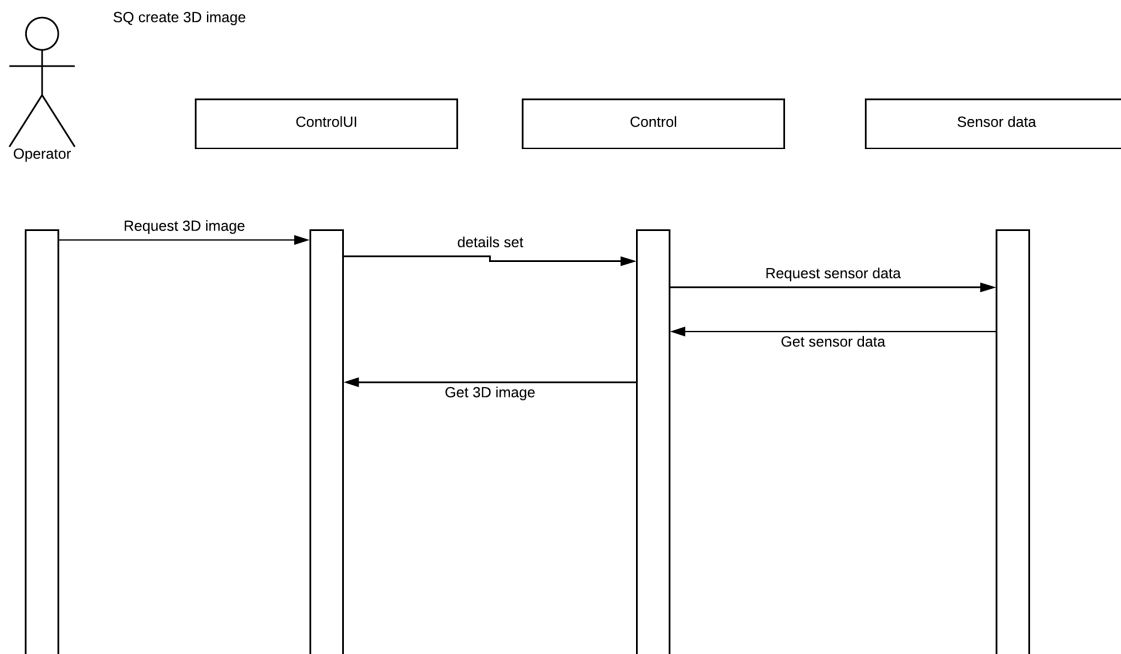 SQ create 3D image
ControlUI
Control
Sensor data
Operator
Request 3D image
details set
Request sensor data
Get sensor data
Get 3D image